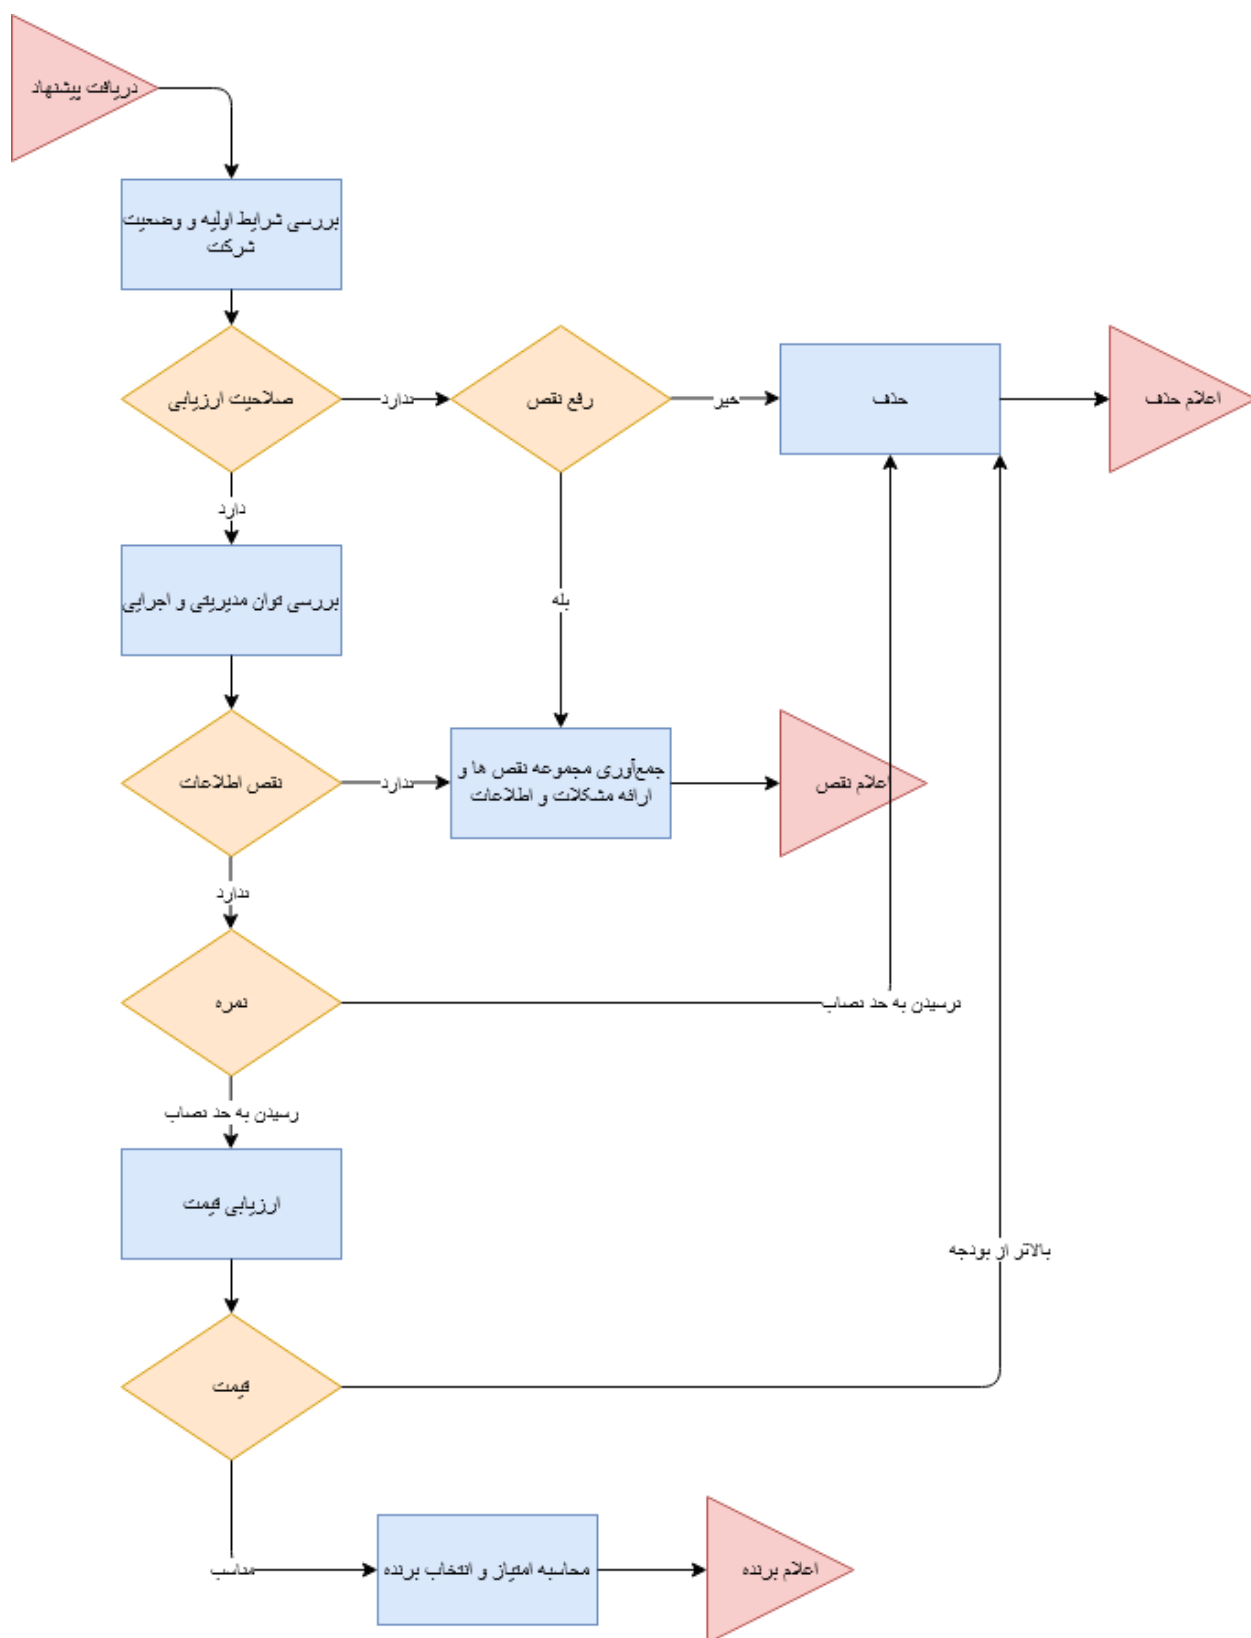 دریافت پیشنهاد
بررسی شرایط اولیه و وضعیت
شرکت
صلاحیت ارزیابی
ندارد
رفع نقص
خیر
حذف
اعلام حذف
دارد
بررسی توان مدیریتی و اجرایی
بله
نقص اطلاعات
ندارد
جمع‌آوری مجموعه نقص ها و
ارائه مشکلات و اطلاعات
اعلام نقص
ندارد
نمره
نرسیدن به حد نصاب
رسیدن به حد نصاب
ارزیابی قیمت
بالاتر از بودجه
قیمت
مناسب
محاسبه امتیاز و انتخاب برنده
اعلام برنده